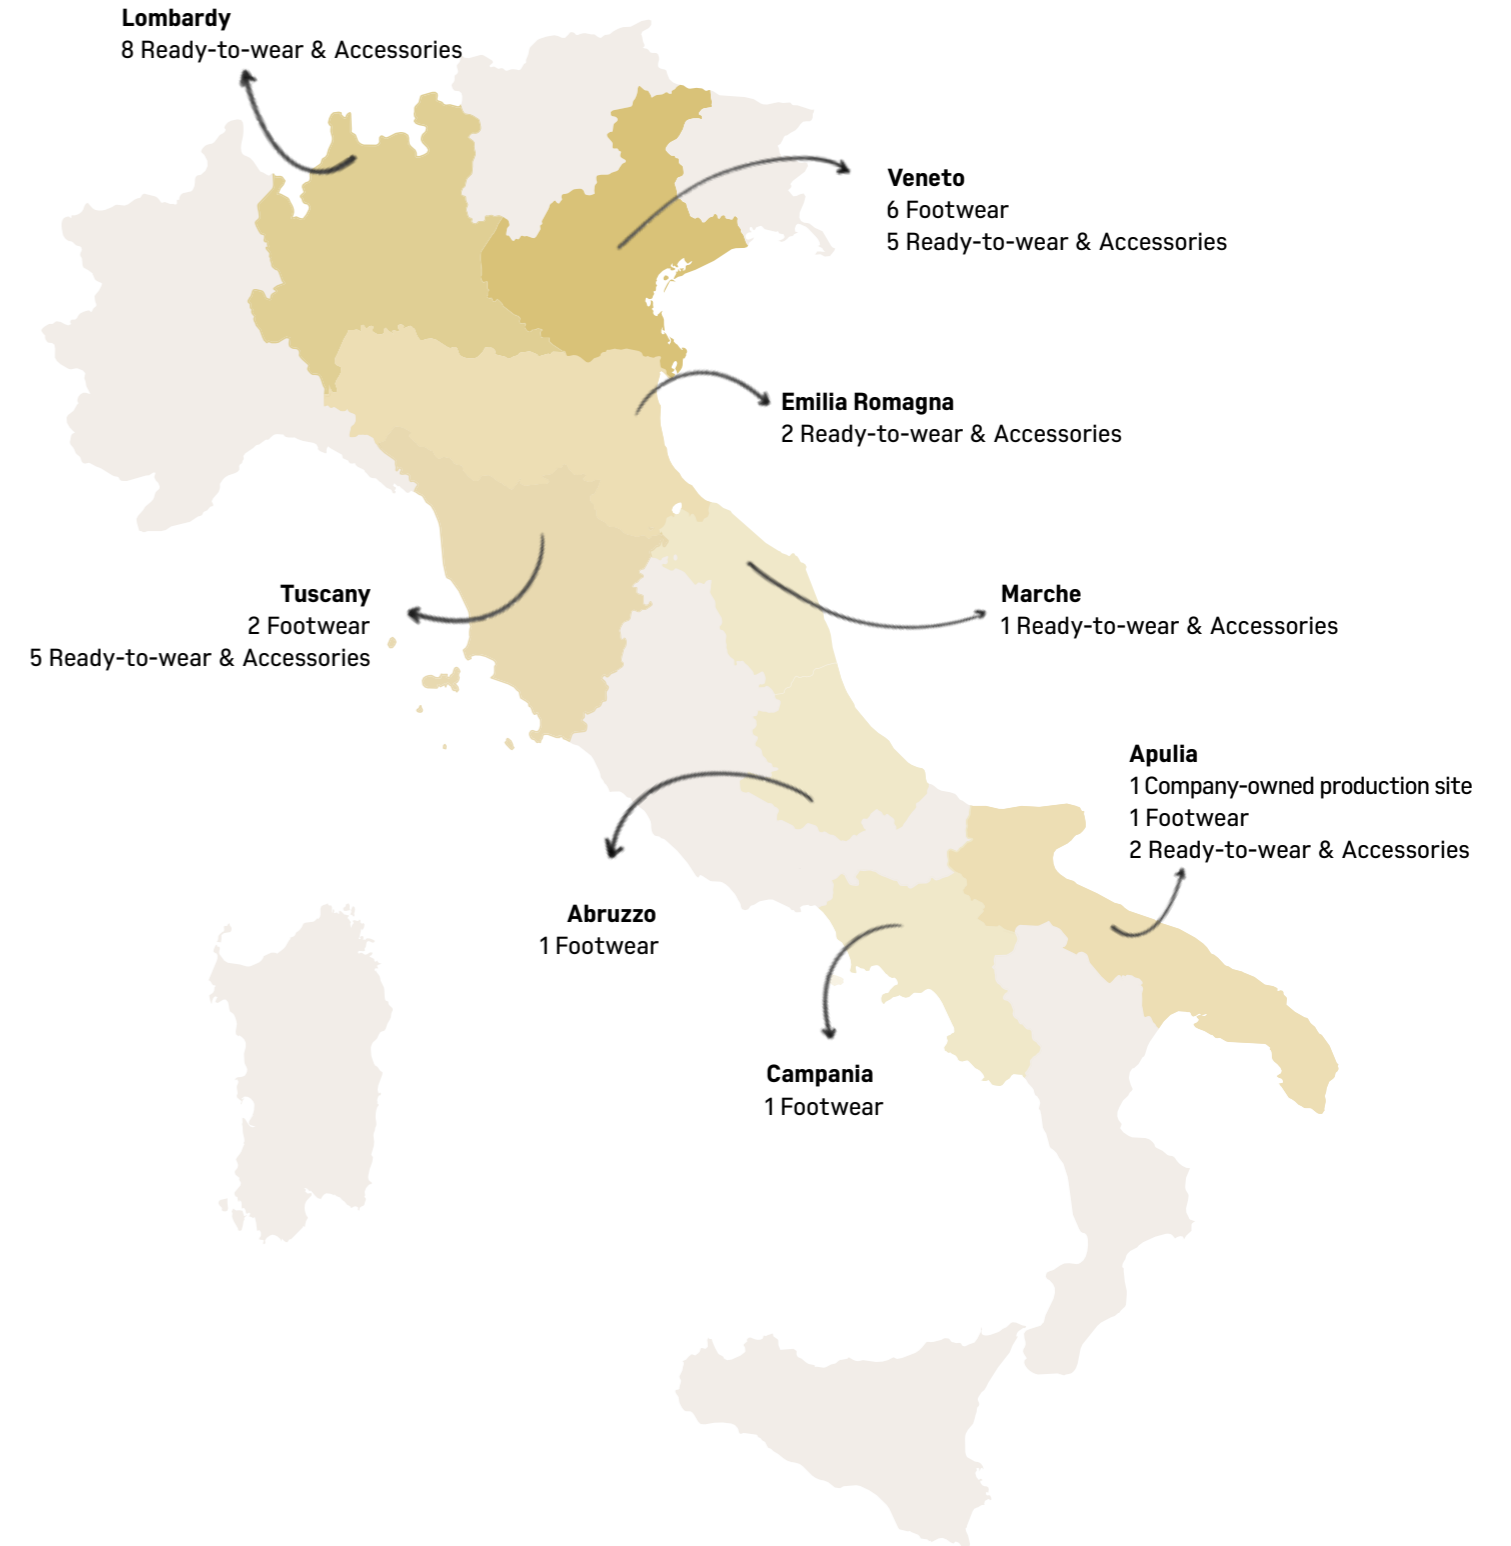 Lombardy
8 Ready-to-wear & Accessories
Veneto
6 Footwear
5 Ready-to-wear & Accessories
Emilia Romagna
2 Ready-to-wear & Accessories
Tuscany
2 Footwear
5 Ready-to-wear & Accessories
Marche
1 Ready-to-wear & Accessories
Apulia
1 Company-owned production site
1 Footwear
2 Ready-to-wear & Accessories
Abruzzo
1 Footwear
Campania
1 Footwear